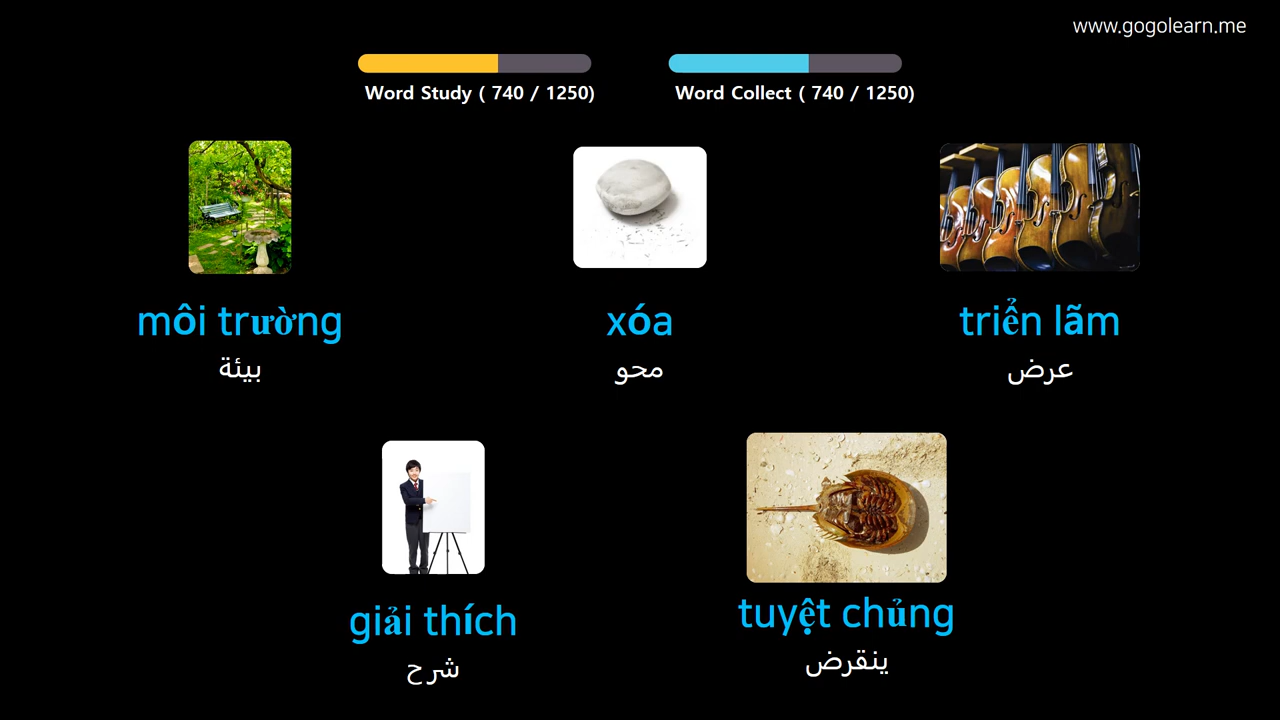 www.gogolearn.me
Word Study ( 740 / 1250)
Word Collect ( 740 / 1250)
môi trường
بيئة
xóa
محو
triển lãm
عرض
giải thích
شرح
tuyệt chủng
ينقرض